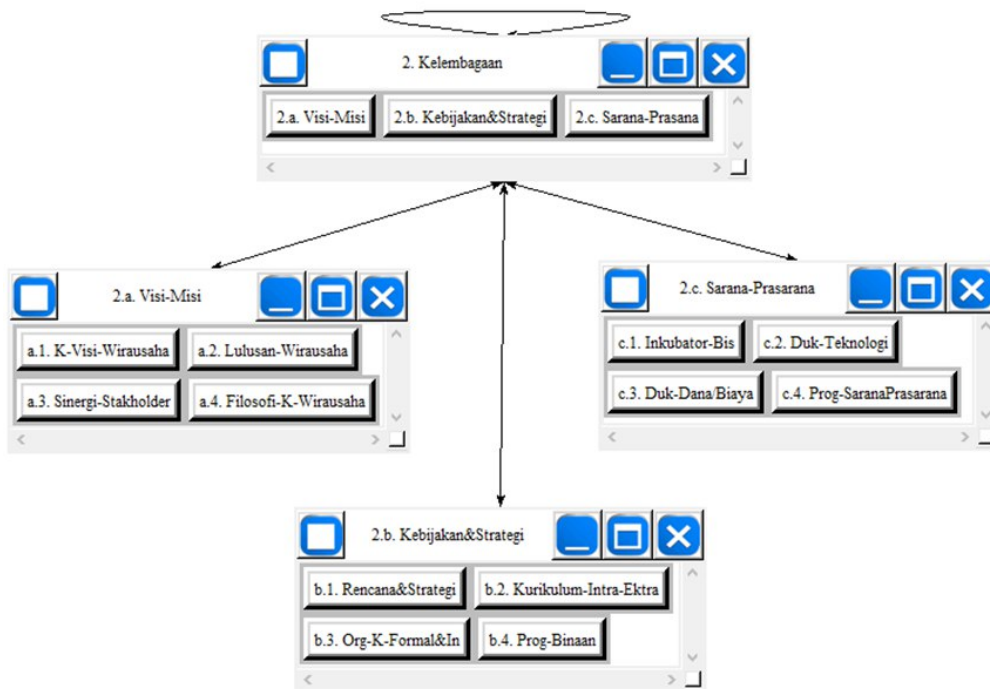 2. Kelembagaan
2.a. Visi-Misi 2.b. Kebijakan&Strategi 2.c. Sarana-Prasana
2.a. Visi-Misi
a.1. K-Visi-Wirausaha a.2. Lulusan-Wirausaha
a.3. Sinergi-Stakholder a.4. Filosofi-K-Wirausaha
2.c. Sarana-Prasarana
c.1. Inkubator-Bis c.2. Duk-Teknologi
c.3. Duk-Dana/Biaya c.4. Prog-SaranaPrasarana
2.b. Kebijakan&Strategi
b.1. Rencana&Strategi b.2. Kurikulum-Intra-Ektra
b.3. Org-K-Formal&In b.4. Prog-Binaan